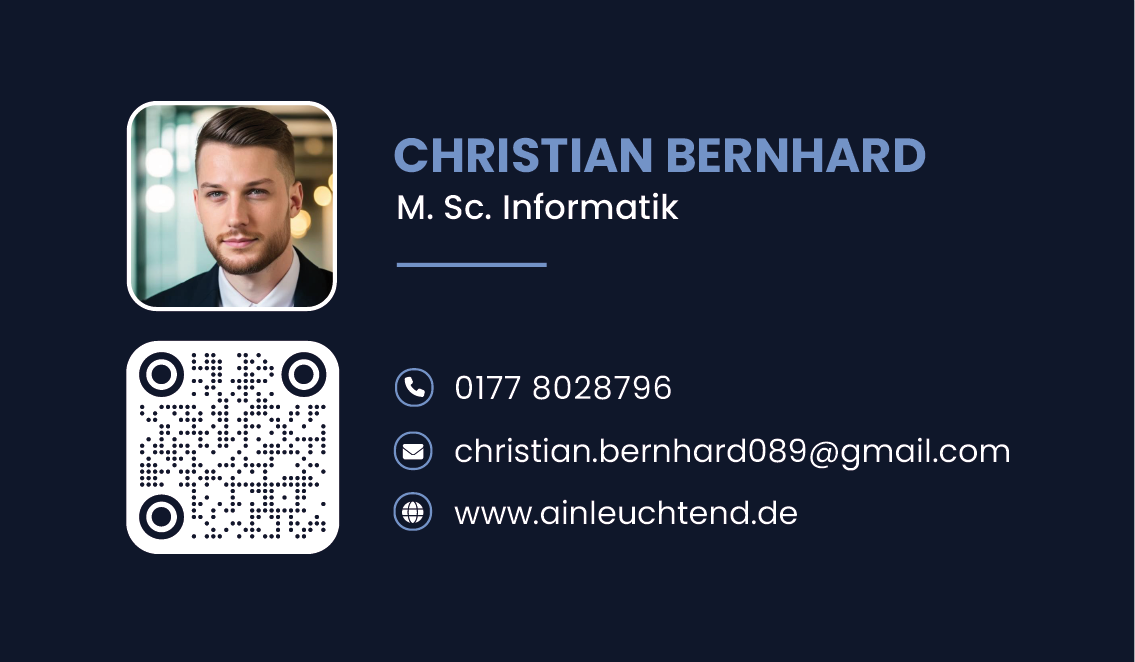 CHRISTIAN BERNHARD
M. Sc. Informatik
0177 8028796
christian.bernhard089@gmail.com
www.ainleuchtend.de